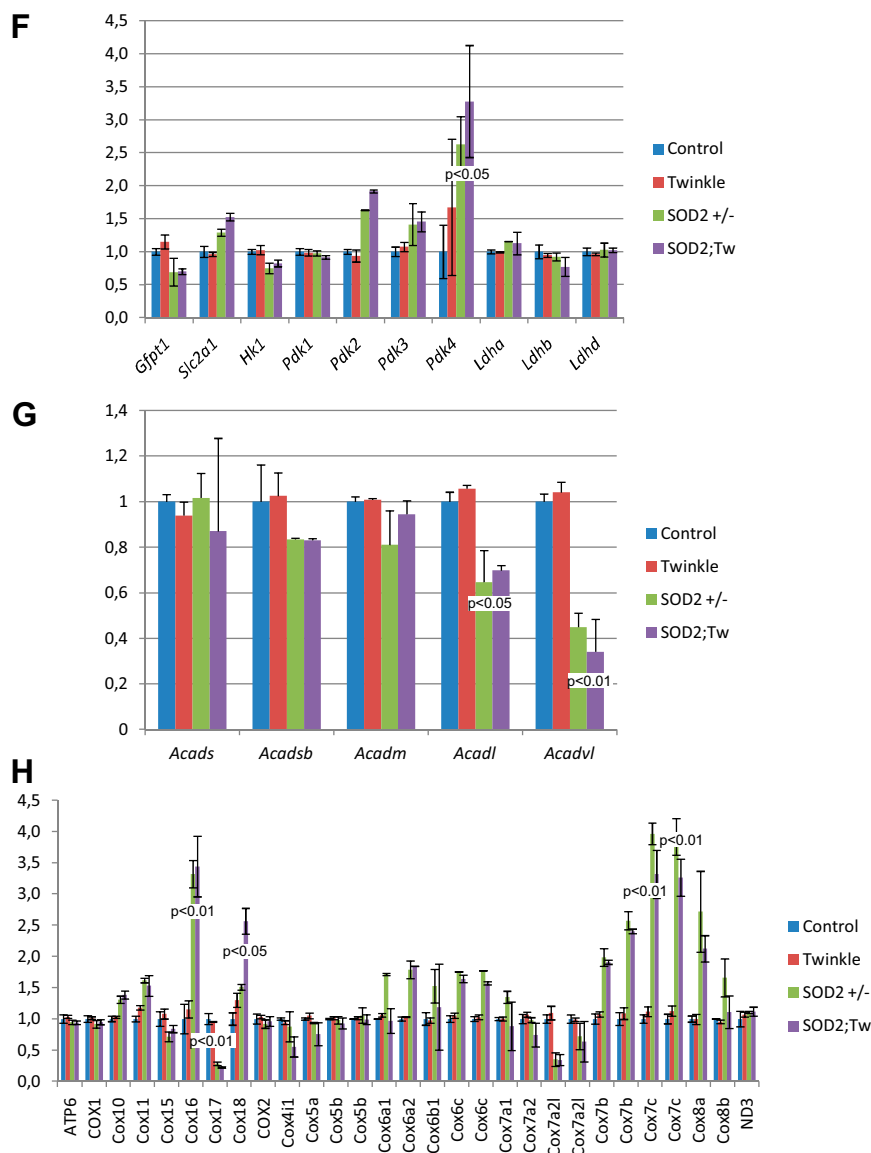 F
4,5
4,0
3,5
3,0
2,5
2,0
1,5
1,0
0,5
0,0
p<0.05
Gfpt1 Slc2a1 Hk1 Pdk1 Pdk2 Pdk3 Pdk4 Ldha Ldhb Ldhd
Control
Twinkle
SOD2 +/-
SOD2;Tw
G
1,4
1,2
1
0,8
0,6
0,4
0,2
0
p<0.05
p<0.01
Acads Acadsb Acadm Acadl Acadvl
Control
Twinkle
SOD2 +/-
SOD2;Tw
H
4,5
4,0
3,5
3,0
2,5
2,0
1,5
1,0
0,5
0,0
p<0.01
p<0.01
p<0.05
p<0.01
p<0.01
ATP6 COX1 Cox10 Cox11 Cox15 Cox16 Cox17 Cox18 COX2 Cox4i1 Cox5a Cox5b Cox5b Cox6a1 Cox6a2 Cox6b1 Cox6c Cox6c Cox7a1 Cox7a2 Cox7a2l Cox7a2l Cox7b Cox7b Cox7c Cox7c Cox8a Cox8b ND3
Control
Twinkle
SOD2 +/-
SOD2;Tw